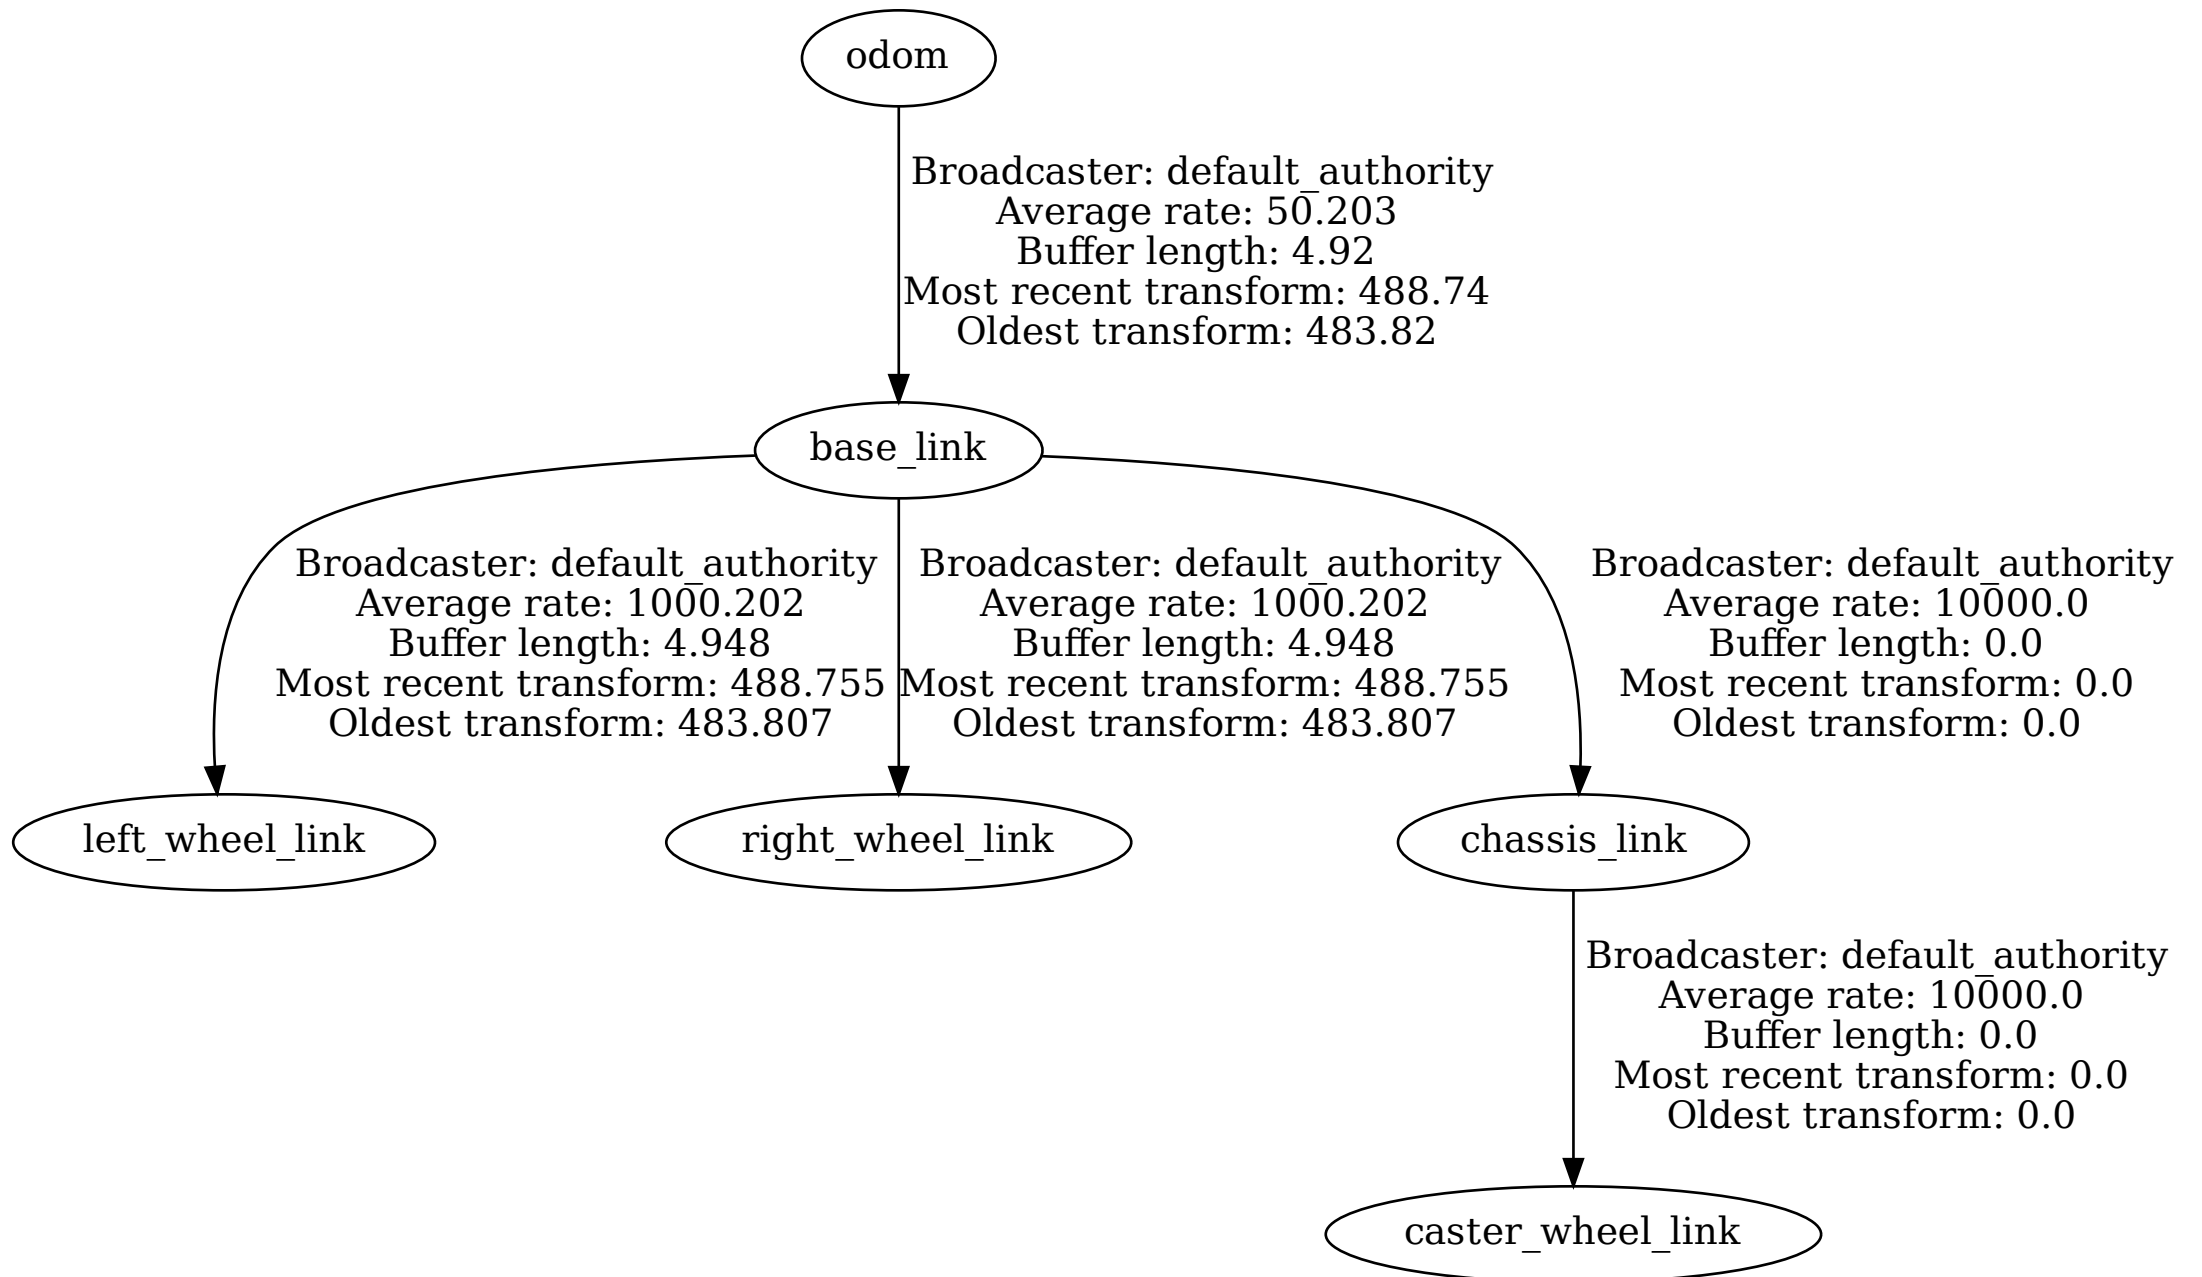 odom
Broadcaster: default_authority
Average rate: 50.203
Buffer length: 4.92
Most recent transform: 488.74
Oldest transform: 483.82
base_link
Broadcaster: default_authority
Average rate: 1000.202
Buffer length: 4.948
Most recent transform: 488.755
Oldest transform: 483.807
Broadcaster: default_authority
Average rate: 1000.202
Buffer length: 4.948
Most recent transform: 488.755
Oldest transform: 483.807
Broadcaster: default_authority
Average rate: 10000.0
Buffer length: 0.0
Most recent transform: 0.0
Oldest transform: 0.0
left_wheel_link
right_wheel_link
chassis_link
Broadcaster: default_authority
Average rate: 10000.0
Buffer length: 0.0
Most recent transform: 0.0
Oldest transform: 0.0
caster_wheel_link